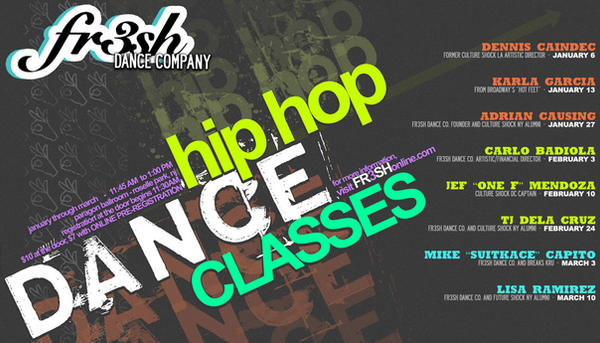 fr3sh
DANCE COMPANY
hip hop
DANCE
CLASSES
january through march ... 11:45 AM to 1:00 PM
paragon ballroom - roselle park, nj
registration at the door begins 11:30AM
$10 at the door, $7 with ONLINE PRE-REGISTRATION
for more information,
visit FR3SHonline.com
DENNIS CAINDEC
FORMER CULTURE SHOCK LA ARTISTIC DIRECTOR - JANUARY 6
KARLA GARCIA
FROM BROADWAY'S "HOT FEET" - JANUARY 13
ADRIAN CAUSING
FR3SH DANCE CO. FOUNDER AND CULTURE SHOCK NY ALUMNI - JANUARY 27
CARLO BADIOLA
FR3SH DANCE CO. ARTISTIC/FINANCIAL DIRECTOR - FEBRUARY 3
JEF "ONE F" MENDOZA
CULTURE SHOCK DC CAPTAIN - FEBRUARY 10
TJ DELA CRUZ
FR3SH DANCE CO. AND CULTURE SHOCK NY ALUMNI - FEBRUARY 24
MIKE "SUITKACE" CAPITO
FR3SH DANCE CO. AND BREAKS KRU - MARCH 3
LISA RAMIREZ
FR3SH DANCE CO. AND FUTURE SHOCK NY ALUMNI - MARCH 10